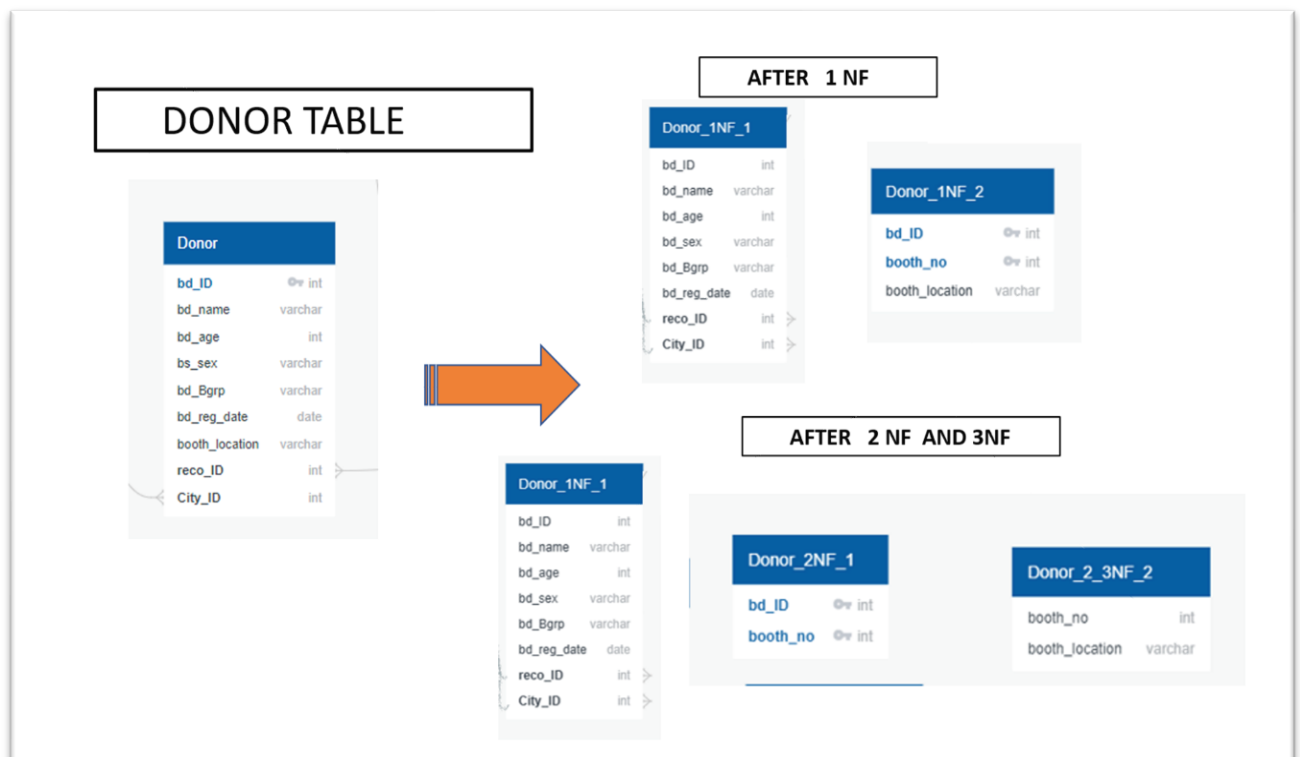 DONOR TABLE
Donor
bd_ID int
bd_name varchar
bd_age int
bs_sex varchar
bd_Bgrp varchar
bd_reg_date date
booth_location varchar
reco_ID int
City_ID int
AFTER 1 NF
Donor_1NF_1
bd_ID int
bd_name varchar
bd_age int
bd_sex varchar
bd_Bgrp varchar
bd_reg_date date
reco_ID int
City_ID int
Donor_1NF_2
bd_ID int
booth_no int
booth_location varchar
AFTER 2 NF AND 3NF
Donor_1NF_1
bd_ID int
bd_name varchar
bd_age int
bd_sex varchar
bd_Bgrp varchar
bd_reg_date date
reco_ID int
City_ID int
Donor_2NF_1
bd_ID int
booth_no int
Donor_2_3NF_2
booth_no int
booth_location varchar